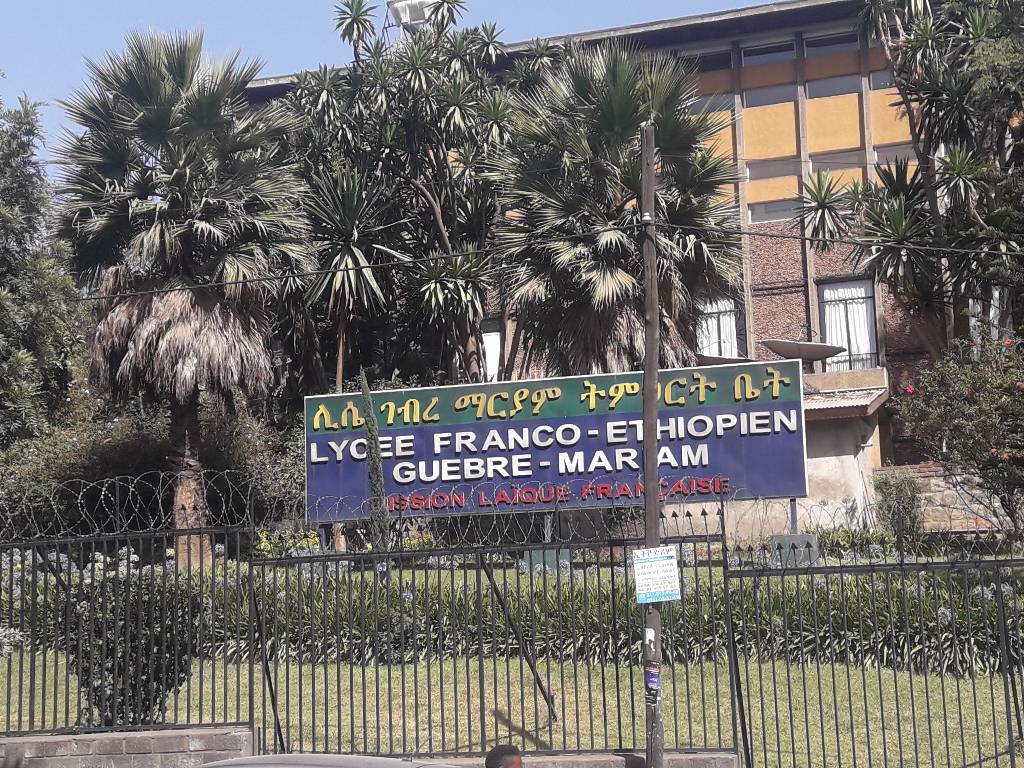 ሊሴ ገብረ ማርያም ትምህርት ቤት
LYCEE FRANCO-ETHIOPIEN
GUEBRE-MARIAM
MISSION LAÏQUE FRANÇAISE